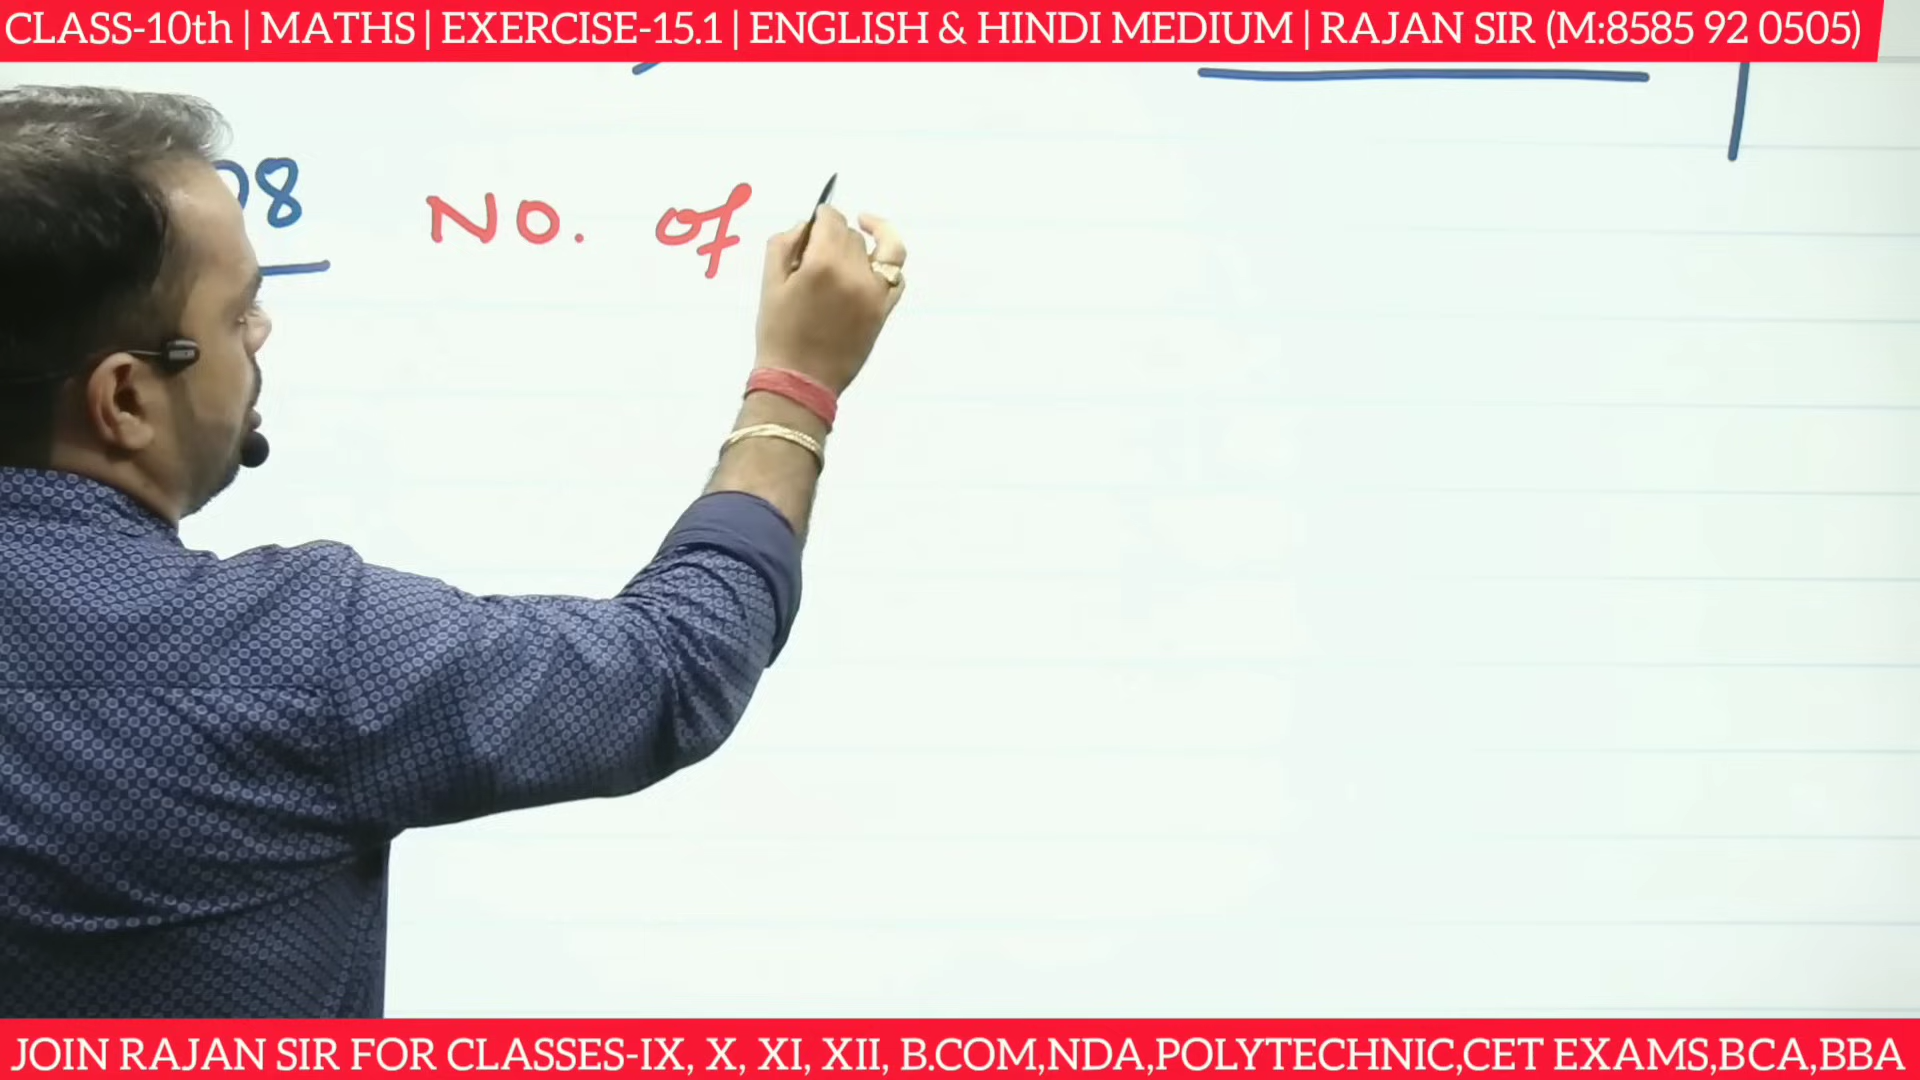 CLASS-10th | MATHS | EXERCISE-15.1 | ENGLISH & HINDI MEDIUM | RAJAN SIR (M:8585 92 0505)
08 NO. of
JOIN RAJAN SIR FOR CLASSES-IX, X, XI, XII, B.COM,NDA,POLYTECHNIC,CET EXAMS,BCA,BBA